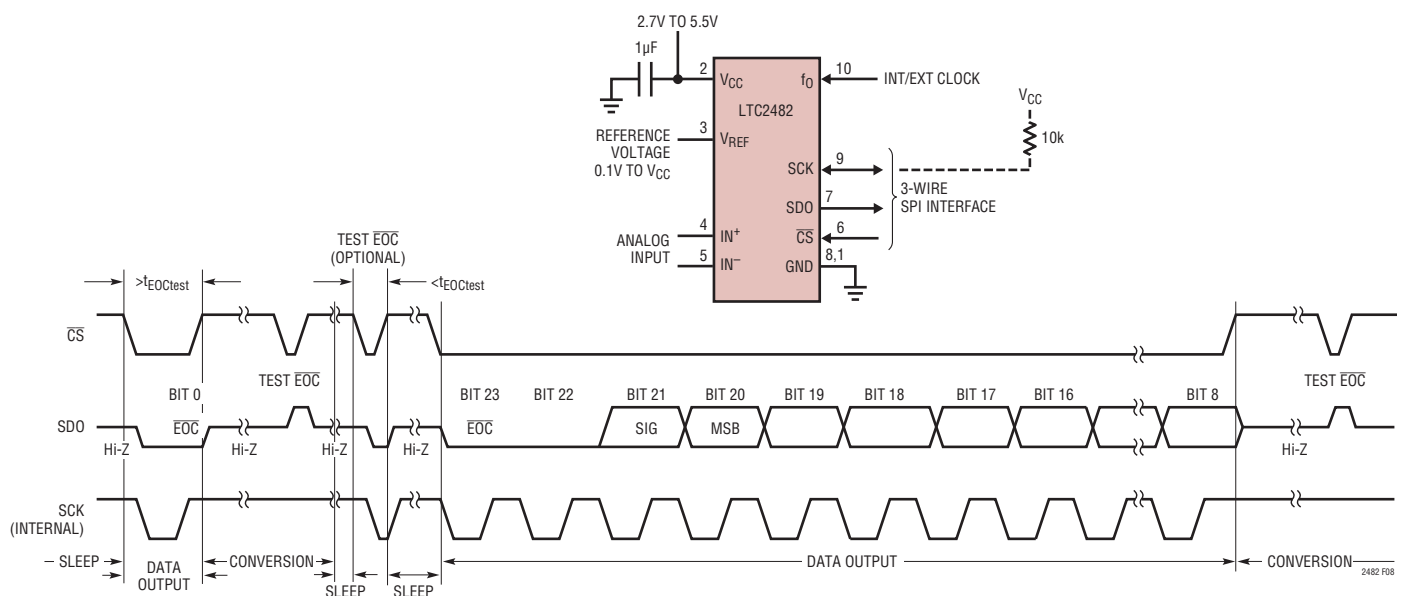 2.7V TO 5.5V
1µF
2
VCC
fO
10
INT/EXT CLOCK
LTC2482
VCC
10k
REFERENCE
VOLTAGE
0.1V TO VCC
3
VREF
SCK
9
3-WIRE
SPI INTERFACE
SDO
7
ANALOG
INPUT
4
IN+
5
IN–
CS
6
GND
8,1
TEST EOC
(OPTIONAL)
>tEOCtest
<tEOCtest
CS
BIT 0
TEST EOC
BIT 23
BIT 22
BIT 21
BIT 20
BIT 19
BIT 18
BIT 17
BIT 16
BIT 8
TEST EOC
SDO
EOC
EOC
SIG
MSB
Hi-Z
Hi-Z
Hi-Z
Hi-Z
Hi-Z
SCK
(INTERNAL)
SLEEP
DATA
OUTPUT
CONVERSION
SLEEP
SLEEP
DATA OUTPUT
CONVERSION
2482 F08